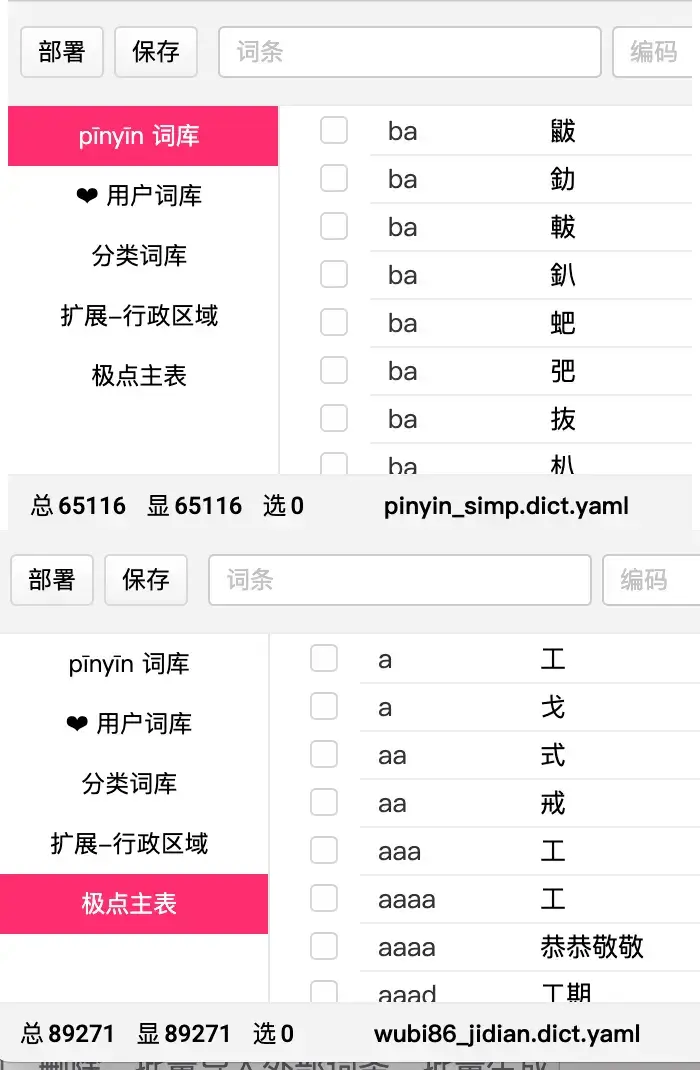 部署 保存 词条 编码
pīnyīn 词库
❤ 用户词库
分类词库
扩展-行政区域
极点主表
ba 鼥
ba 釛
ba 軷
ba 釟
ba 蚆
ba 弝
ba 抜
ba 朳
总 65116 显 65116 选 0 pinyin_simp.dict.yaml
部署 保存 词条 编码
pīnyīn 词库
❤ 用户词库
分类词库
扩展-行政区域
极点主表
a 工
a 戈
aa 式
aa 戒
aaa 工
aaaa 工
aaaa 恭恭敬敬
aaad 工期
总 89271 显 89271 选 0 wubi86_jidian.dict.yaml